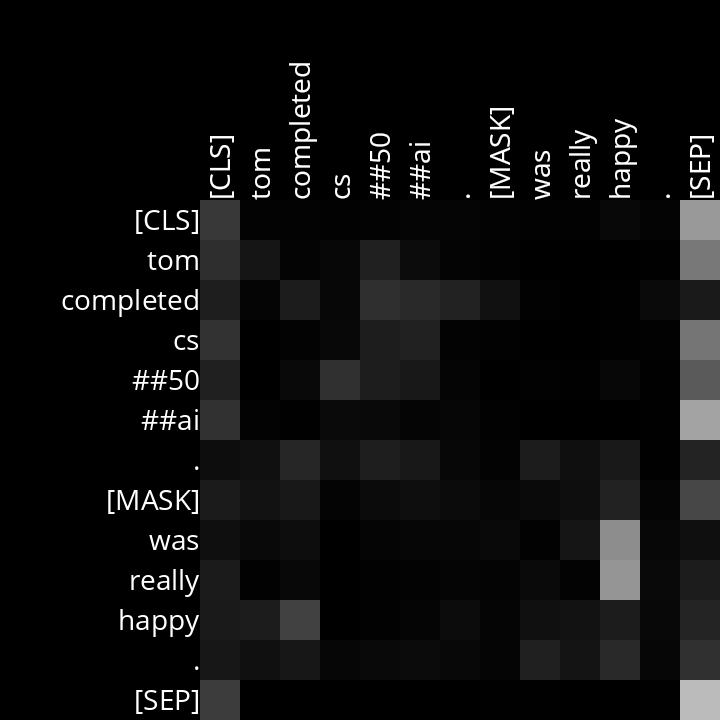 [CLS]
tom
completed
cs
##50
##ai
.
[MASK]
was
really
happy
.
[SEP]
[CLS]
tom
completed
cs
##50
##ai
.
[MASK]
was
really
happy
.
[SEP]